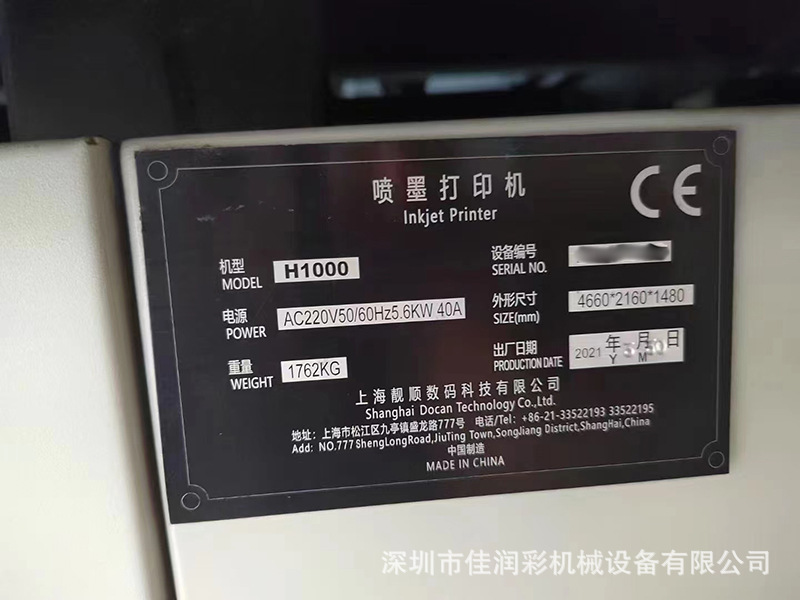 喷墨打印机
Inkjet Printer
CE
机型
MODEL
H1000
设备编号
SERIAL NO.
电源
POWER
AC220V50/60Hz5.6KW 40A
外形尺寸
SIZE(mm)
4660*2160*1480
重量
WEIGHT
1762KG
出厂日期
PRODUCTION DATE
2021 年 月 日
Y M
上海靓顺数码科技有限公司
Shanghai Docan Technology Co.,Ltd.
地址：上海市松江区九亭镇盛龙路777号 电话/Tel：+86-21-33522193 33522195
Add: NO.777 ShengLongRoad,JiuTing Town,SongJiang District,ShangHai,China
中国制造
MADE IN CHINA
深圳市佳润彩机械设备有限公司